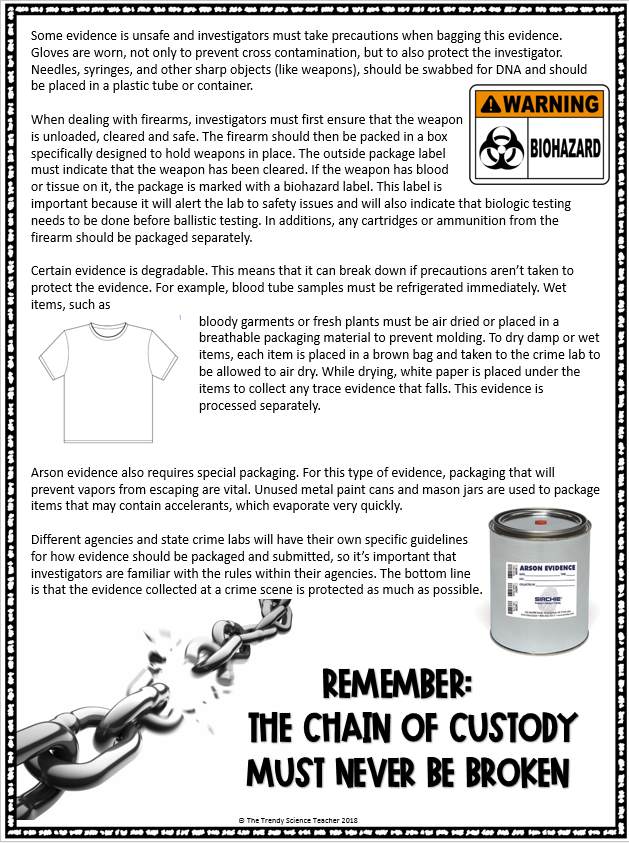 Some evidence is unsafe and investigators must take precautions when bagging this evidence.
Gloves are worn, not only to prevent cross contamination, but to also protect the investigator.
Needles, syringes, and other sharp objects (like weapons), should be swabbed for DNA and should
be placed in a plastic tube or container.
WARNING
BIOHAZARD
When dealing with firearms, investigators must first ensure that the weapon
is unloaded, cleared and safe. The firearm should then be packed in a box
specifically designed to hold weapons in place. The outside package label
must indicate that the weapon has been cleared. If the weapon has blood
or tissue on it, the package is marked with a biohazard label. This label is
important because it will alert the lab to safety issues and will also indicate that biologic testing
needs to be done before ballistic testing. In additions, any cartridges or ammunition from the
firearm should be packaged separately.
Certain evidence is degradable. This means that it can break down if precautions aren't taken to
protect the evidence. For example, blood tube samples must be refrigerated immediately. Wet
items, such as
bloody garments or fresh plants must be air dried or placed in a
breathable packaging material to prevent molding. To dry damp or wet
items, each item is placed in a brown bag and taken to the crime lab to
be allowed to air dry. While drying, white paper is placed under the
items to collect any trace evidence that falls. This evidence is
processed separately.
Arson evidence also requires special packaging. For this type of evidence, packaging that will
prevent vapors from escaping are vital. Unused metal paint cans and mason jars are used to package
items that may contain accelerants, which evaporate very quickly.
Different agencies and state crime labs will have their own specific guidelines
for how evidence should be packaged and submitted, so it's important that
investigators are familiar with the rules within their agencies. The bottom line
is that the evidence collected at a crime scene is protected as much as possible.
ARSON EVIDENCE
SIRCHIE
REMEMBER:
THE CHAIN OF CUSTODY
MUST NEVER BE BROKEN
© The Trendy Science Teacher 2018